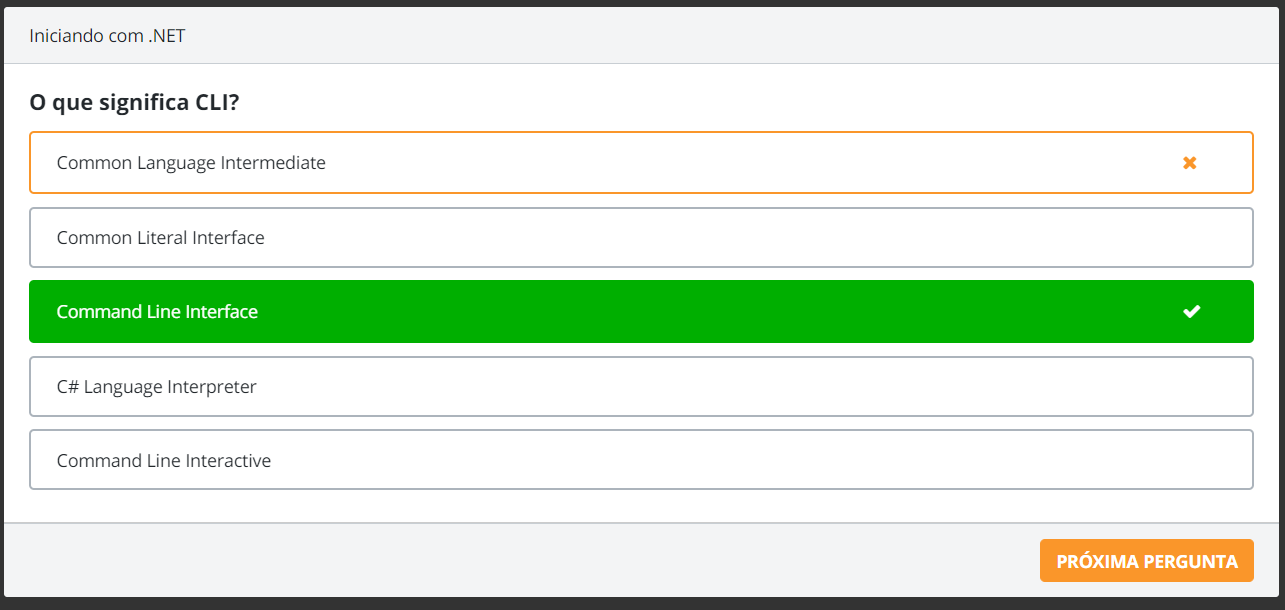 Iniciando com .NET
O que significa CLI?
Common Language Intermediate
Common Literal Interface
Command Line Interface
C# Language Interpreter
Command Line Interactive
PRÓXIMA PERGUNTA